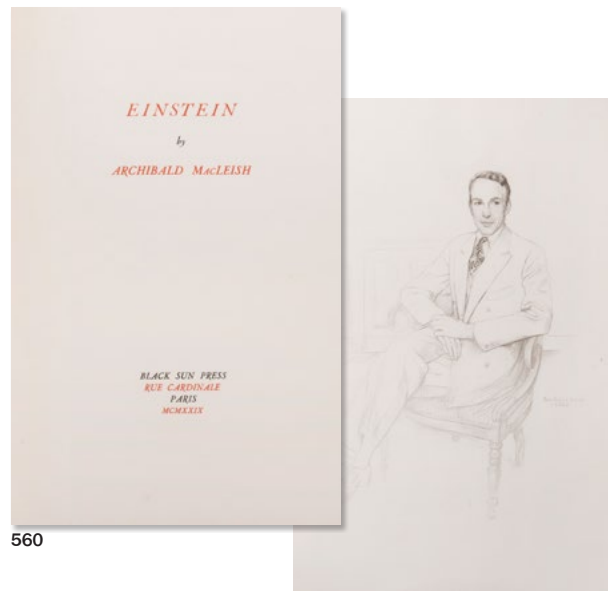 EINSTEIN
by
ARCHIBALD MACLEISH
BLACK SUN PRESS
RUE CARDINALE
PARIS
MCMXXIX
560